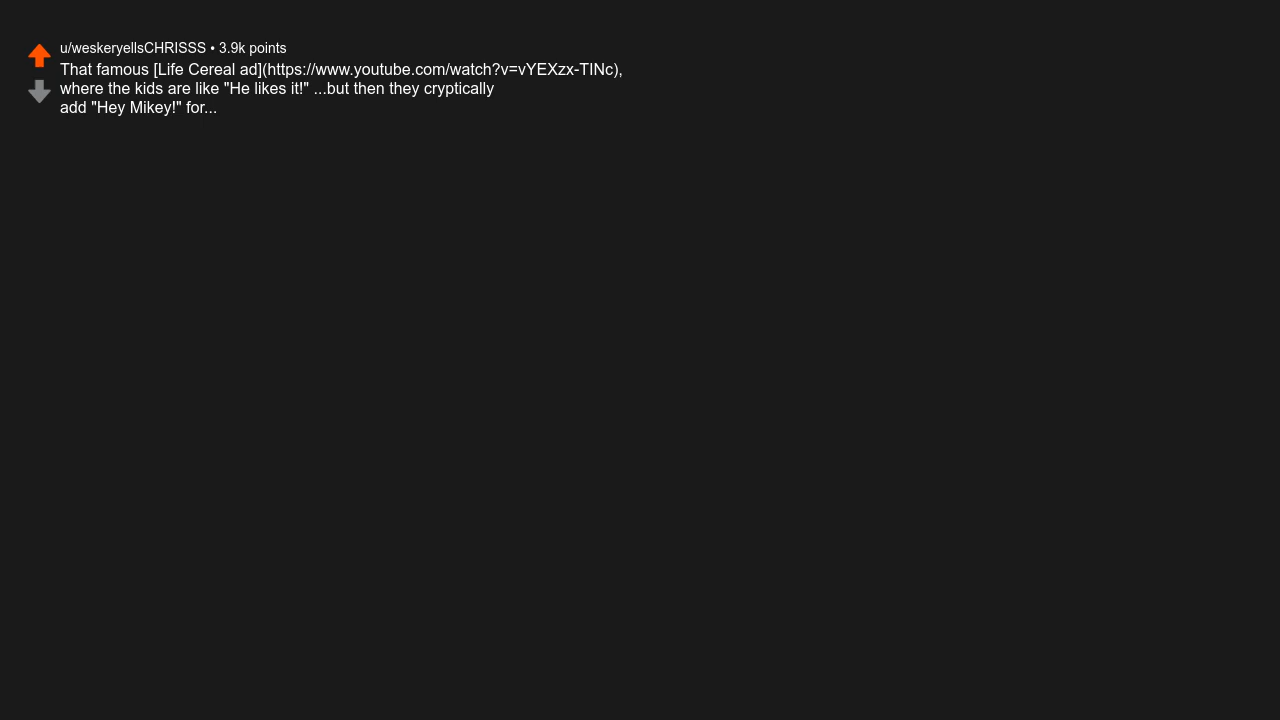 u/weskeryellsCHRISSS • 3.9k points
That famous [Life Cereal ad](https://www.youtube.com/watch?v=vYEXzx-TINc),
where the kids are like "He likes it!" ...but then they cryptically
add "Hey Mikey!" for...